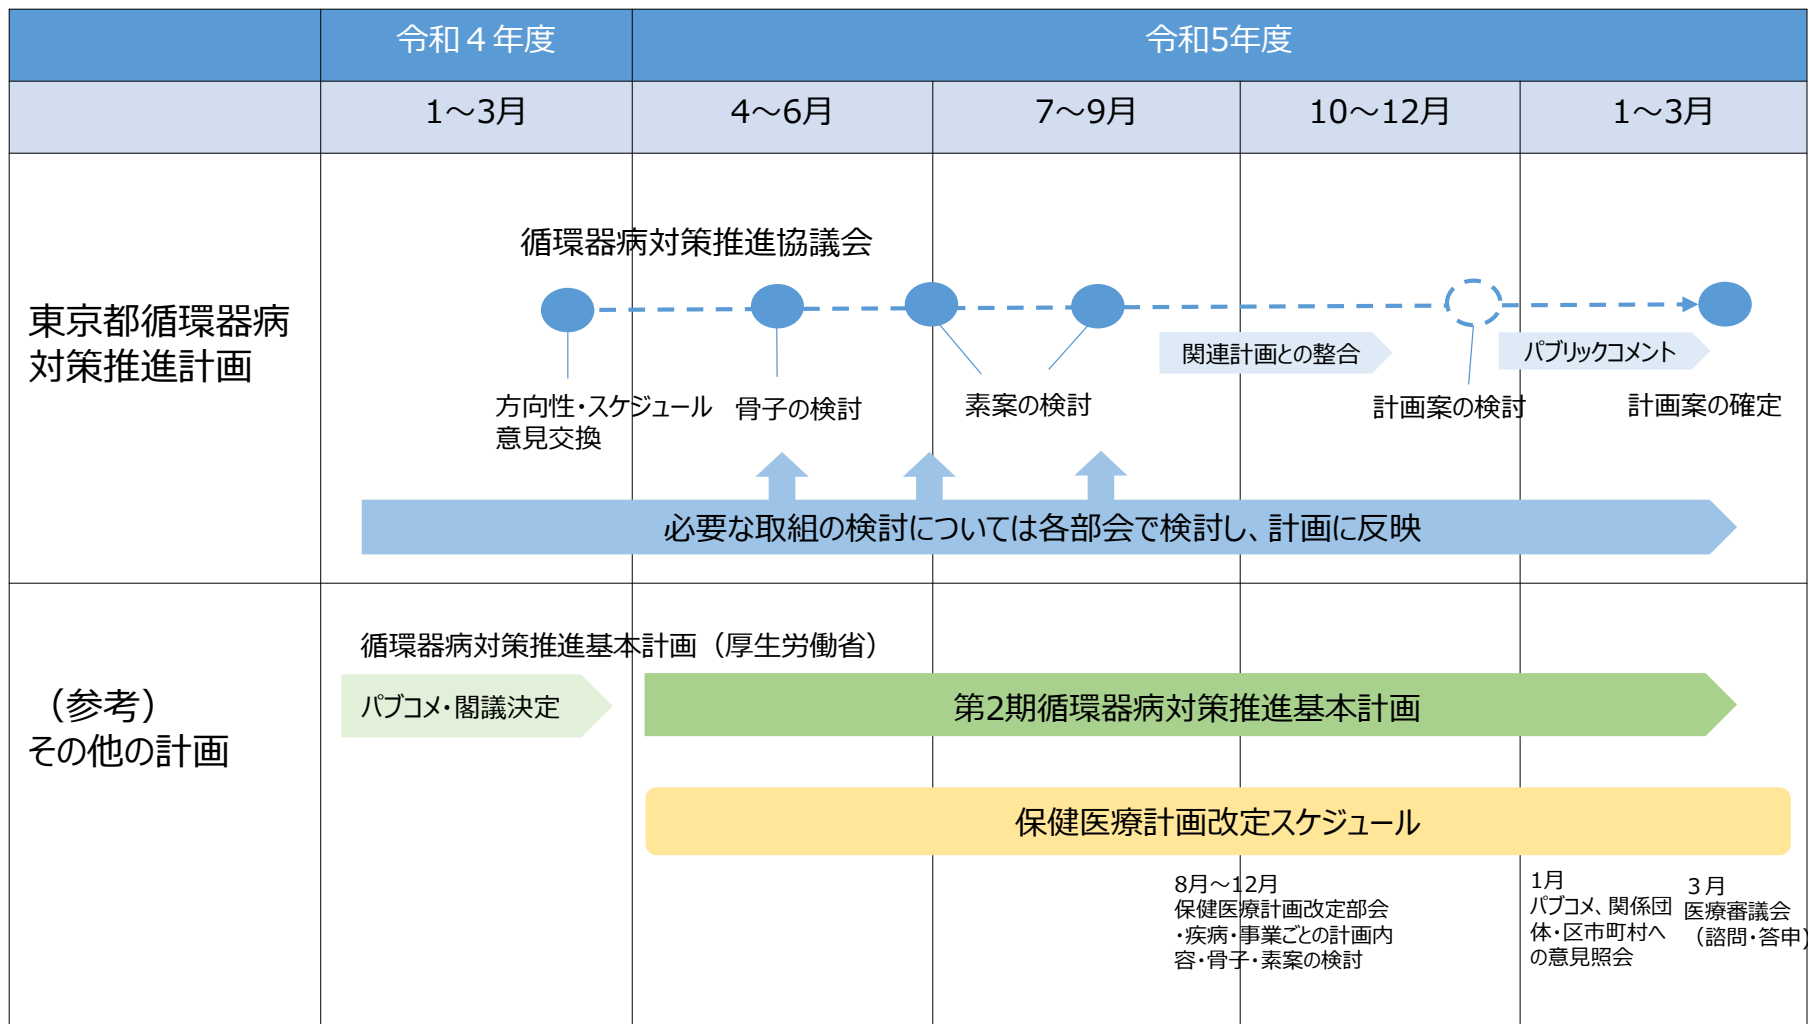 令和４年度
令和5年度
1～3月
4～6月
7～9月
10～12月
1～3月
東京都循環器病
対策推進計画
循環器病対策推進協議会
関連計画との整合
パブリックコメント
方向性・スケジュール
意見交換
骨子の検討
素案の検討
計画案の検討
計画案の確定
必要な取組の検討については各部会で検討し、計画に反映
（参考）
その他の計画
循環器病対策推進基本計画（厚生労働省）
パブコメ・閣議決定
第2期循環器病対策推進基本計画
保健医療計画改定スケジュール
8月～12月
保健医療計画改定部会
・疾病・事業ごとの計画内
容・骨子・素案の検討
1月
パブコメ、関係団
体・区市町村へ
の意見照会
３月
医療審議会
（諮問・答申）